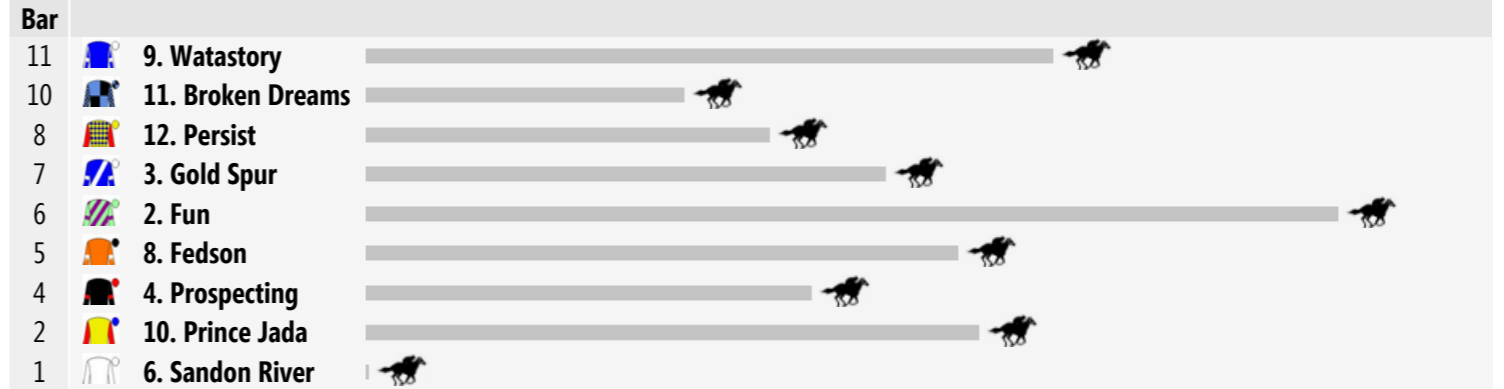 Bar
11 9. Watastory
10 11. Broken Dreams
8 12. Persist
7 3. Gold Spur
6 2. Fun
5 8. Fedson
4 4. Prospecting
2 10. Prince Jada
1 6. Sandon River